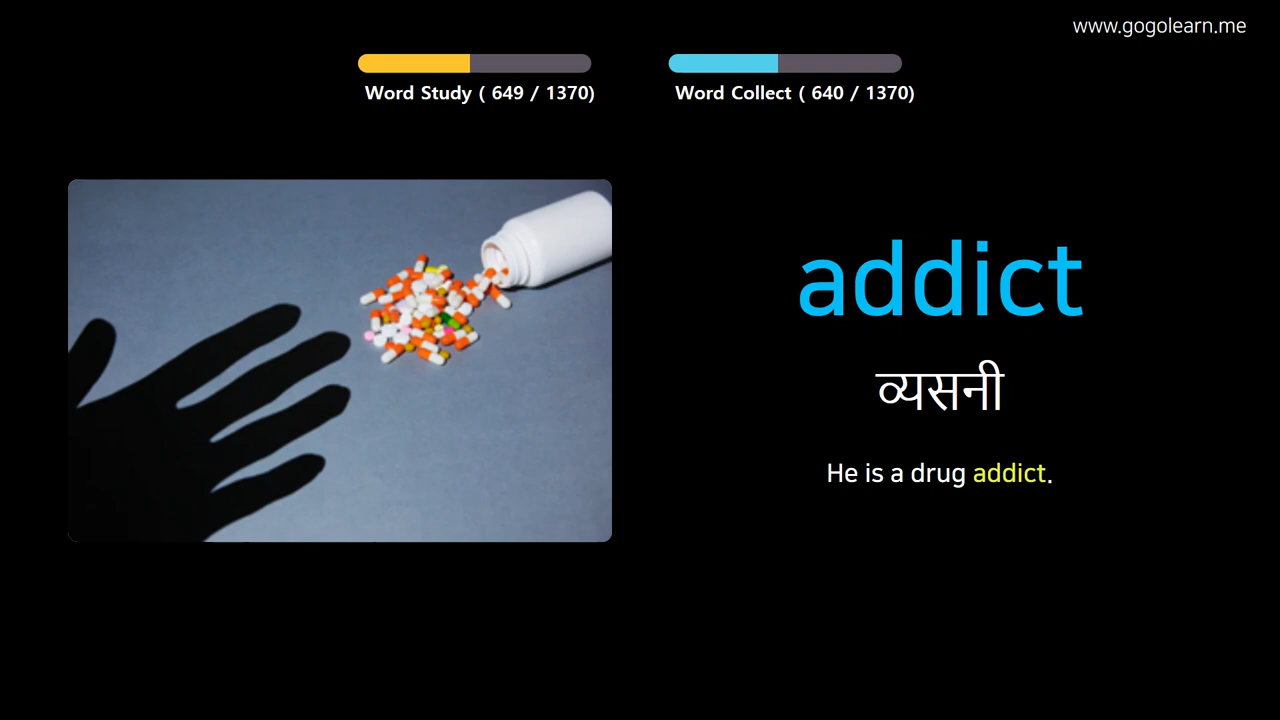 www.gogolearn.me
Word Study ( 649 / 1370)
Word Collect ( 640 / 1370)
addict
व्यसनी
He is a drug addict.